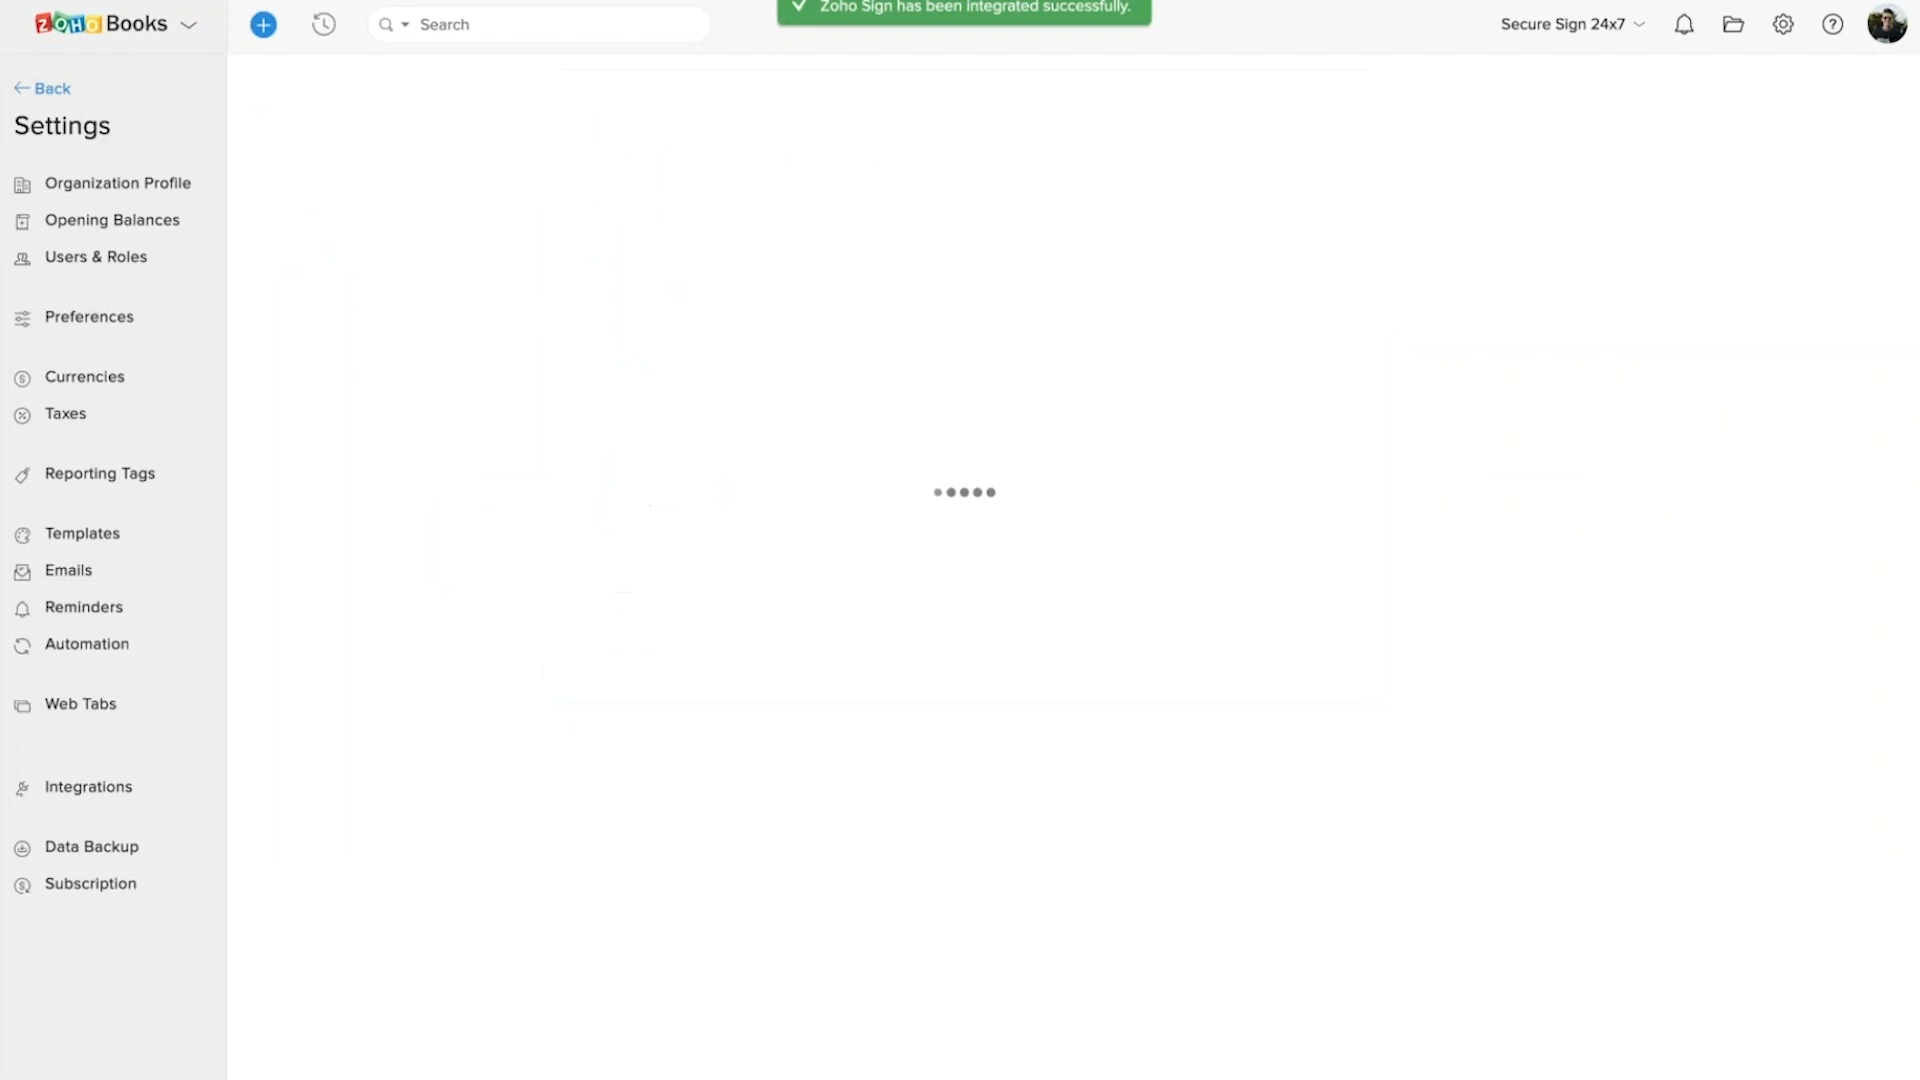 ZOHO Books
Search
Zoho Sign has been integrated successfully.
Secure Sign 24x7
Back
Settings
Organization Profile
Opening Balances
Users & Roles
Preferences
Currencies
Taxes
Reporting Tags
Templates
Emails
Reminders
Automation
Web Tabs
Integrations
Data Backup
Subscription